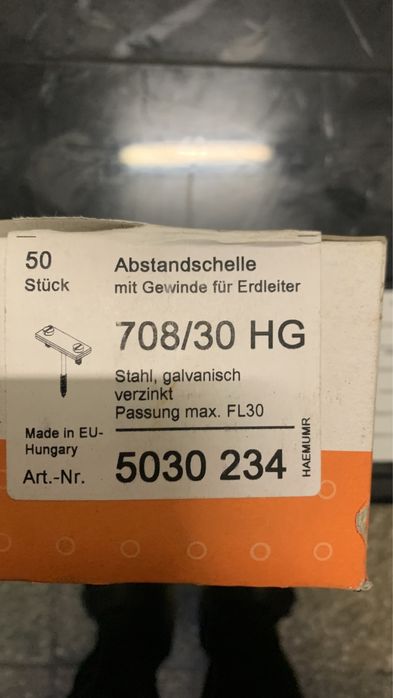 50
Stück
Abstandschelle
mit Gewinde für Erdleiter
708/30 HG
Stahl, galvanisch
verzinkt
Passung max. FL30
Made in EU-
Hungary
Art.-Nr.
5030 234
HAEMUMR